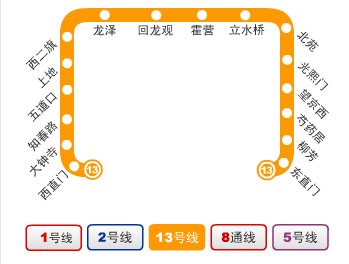 龙泽
回龙观
霍营
立水桥
西二旗
上地
五道口
知春路
大钟寺
西直门
北苑
光熙门
望京西
芍药居
柳芳
东直门
13
13
1号线
2号线
13号线
8通线
5号线